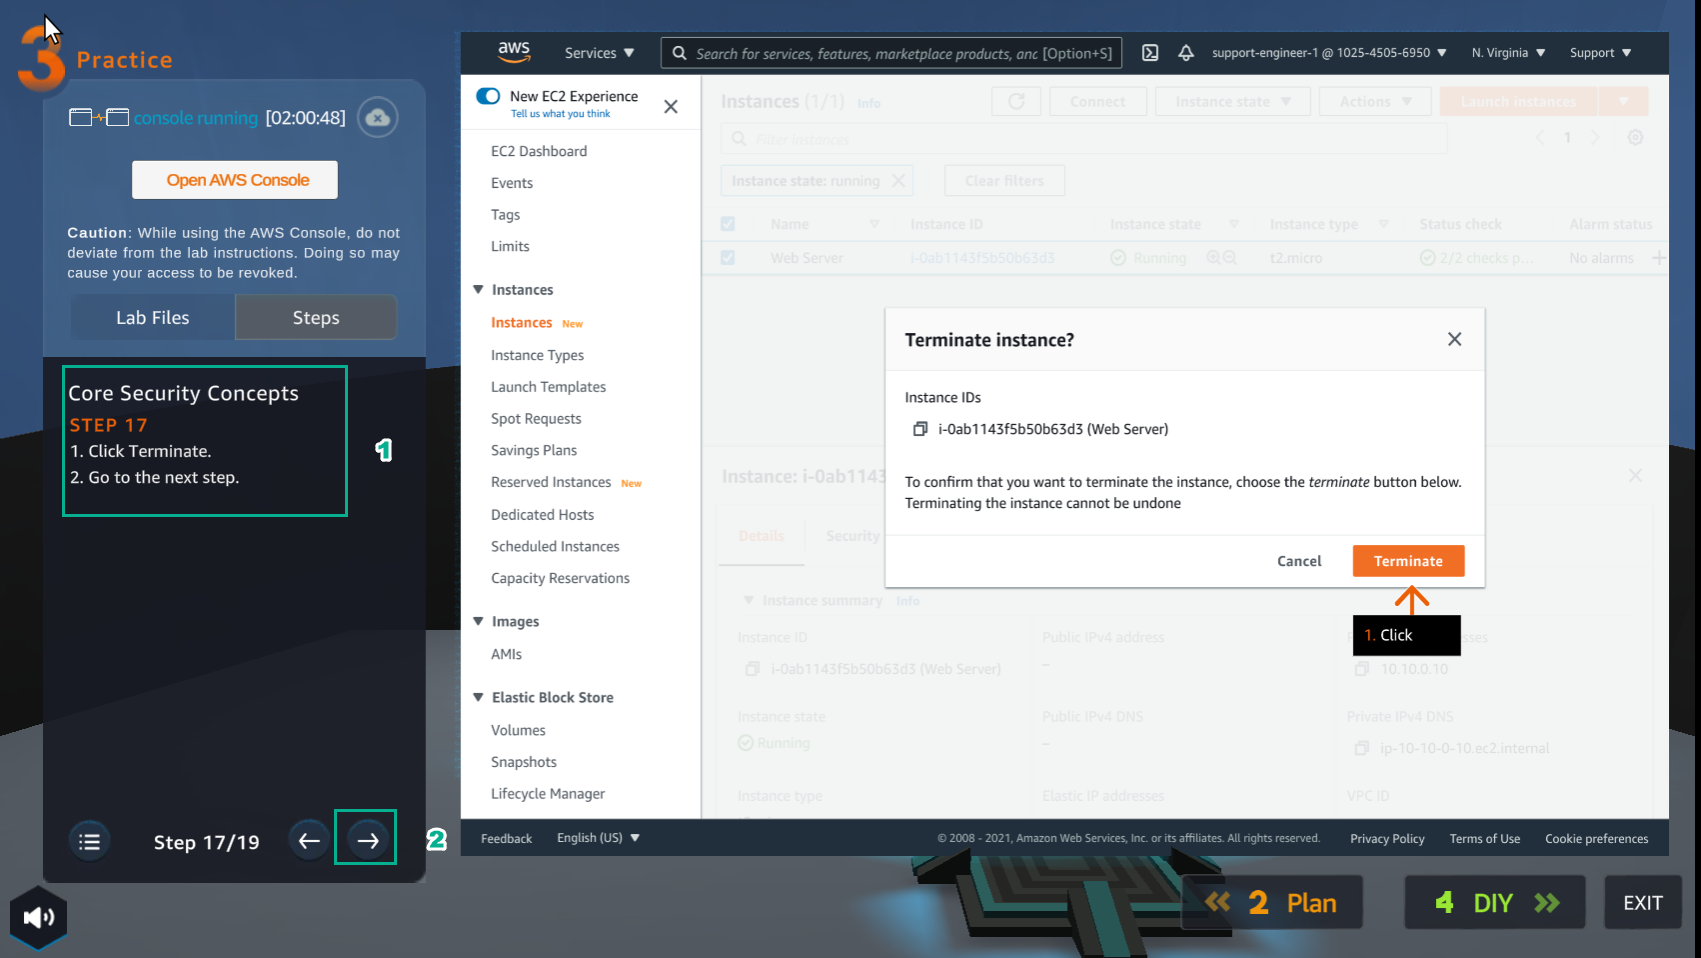 3 Practice
console running [02:00:48]
Open AWS Console
Caution: While using the AWS Console, do not
deviate from the lab instructions. Doing so may
cause your access to be revoked.
Lab Files Steps
Core Security Concepts
STEP 17
1. Click Terminate.
2. Go to the next step.
1
Step 17/19
2
aws Services Search for services, features, marketplace products, anc [Option+S] support-engineer-1 @ 1025-4505-6950 N. Virginia Support
New EC2 Experience
Tell us what you think
EC2 Dashboard
Events
Tags
Limits
Instances
Instances New
Instance Types
Launch Templates
Spot Requests
Savings Plans
Reserved Instances New
Dedicated Hosts
Scheduled Instances
Capacity Reservations
Images
AMIs
Elastic Block Store
Volumes
Snapshots
Lifecycle Manager
Instances (1/1) Info Connect Instance state Actions Launch instances
Filter instances 1
Instance state: running Clear filters
Name Instance ID Instance state Instance type Status check Alarm status
Web Server i-0ab1143f5b50b63d3 Running t2.micro 2/2 checks p... No alarms
Terminate instance?
Instance IDs
i-0ab1143f5b50b63d3 (Web Server)
To confirm that you want to terminate the instance, choose the terminate button below.
Terminating the instance cannot be undone
Cancel Terminate
1. Click
Instance: i-0ab1143
Details Security
Instance summary Info
Instance ID Public IPv4 address
i-0ab1143f5b50b63d3 (Web Server) – 10.10.0.10
Instance state Public IPv4 DNS Private IPv4 DNS
Running – ip-10-10-0-10.ec2.internal
Instance type Elastic IP addresses VPC ID
Feedback English (US) © 2008 - 2021, Amazon Web Services, Inc. or its affiliates. All rights reserved. Privacy Policy Terms of Use Cookie preferences
2 Plan 4 DIY EXIT